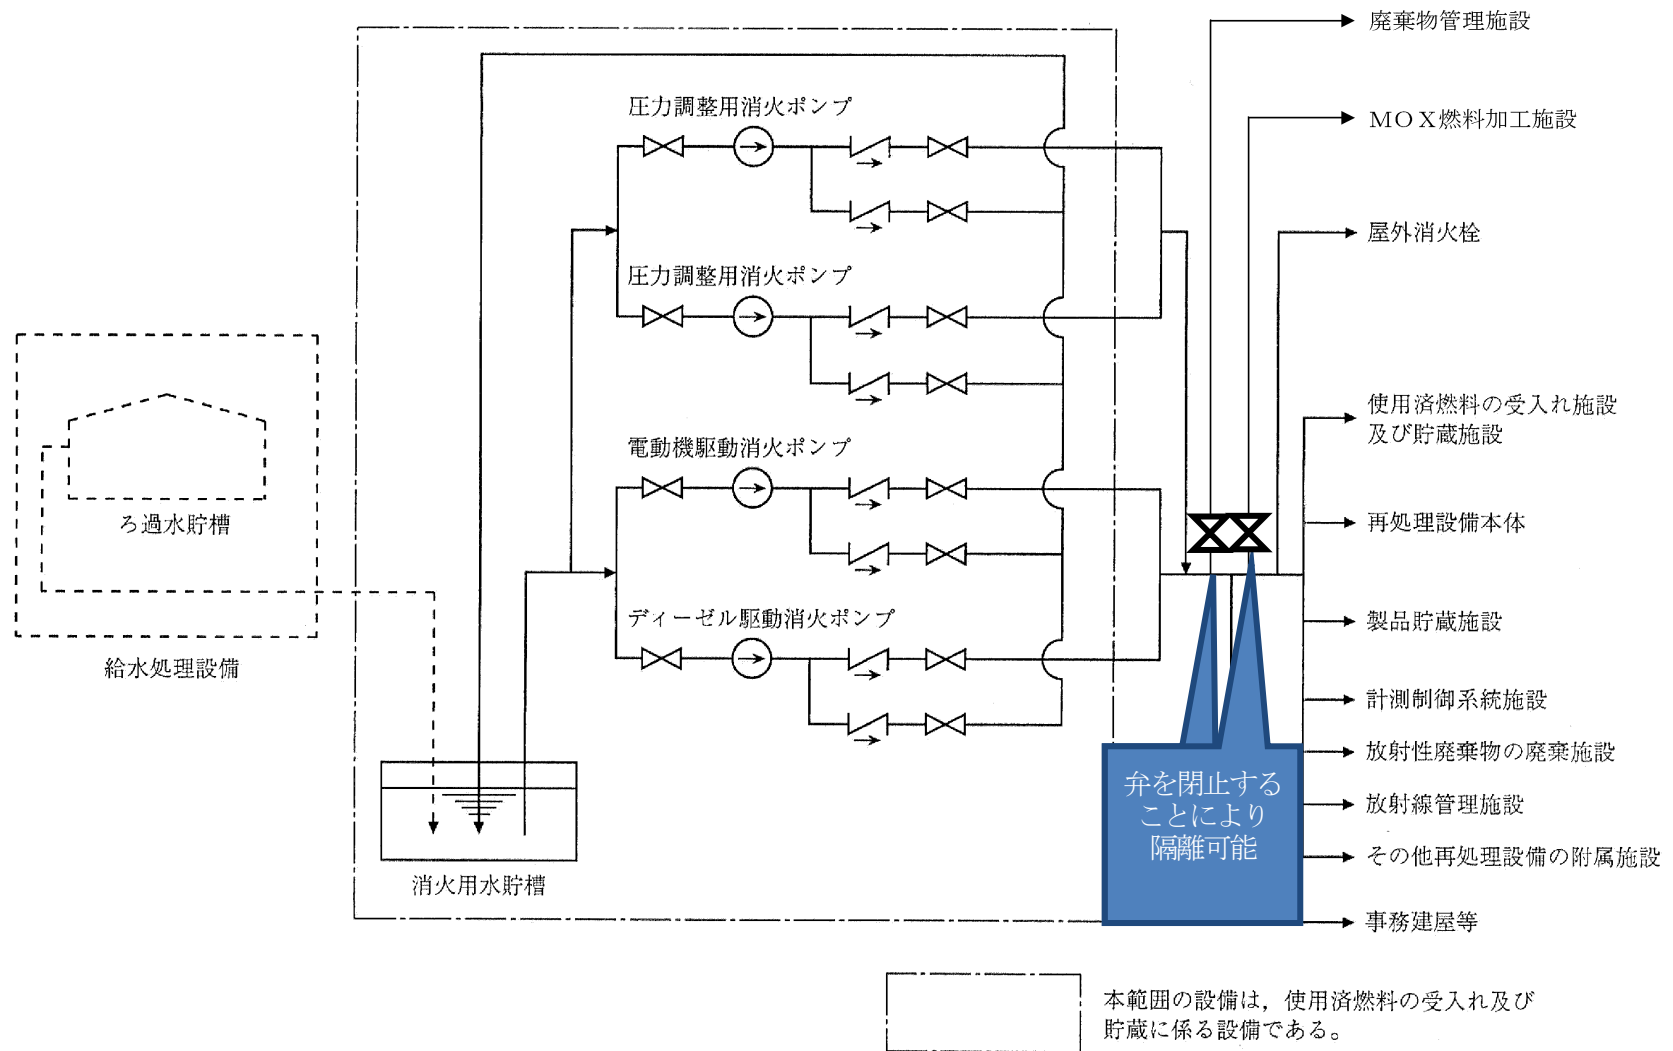 廃棄物管理施設
圧力調整用消火ポンプ
ＭＯＸ燃料加工施設
屋外消火栓
圧力調整用消火ポンプ
使用済燃料の受入れ施設
及び貯蔵施設
電動機駆動消火ポンプ
ろ過水貯槽
再処理設備本体
ディーゼル駆動消火ポンプ
製品貯蔵施設
給水処理設備
計測制御系統施設
放射性廃棄物の廃棄施設
弁を閉止する
ことにより
隔離可能
放射線管理施設
その他再処理設備の附属施設
消火用水貯槽
事務建屋等
本範囲の設備は，使用済燃料の受入れ及び
貯蔵に係る設備である。